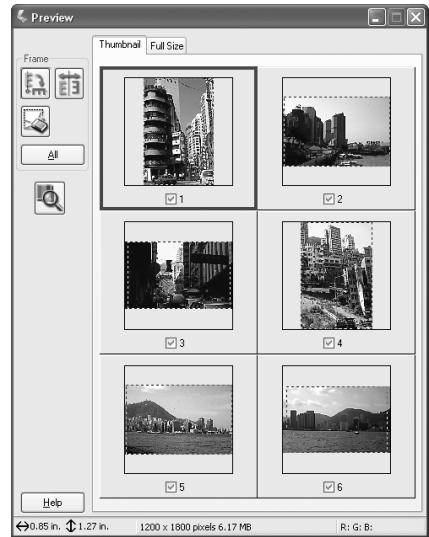 Preview
Thumbnail Full Size
Frame
All
1
2
3
4
5
6
Help
0.85 in. 1.27 in. 1200 x 1800 pixels 6.17 MB R: G: B: